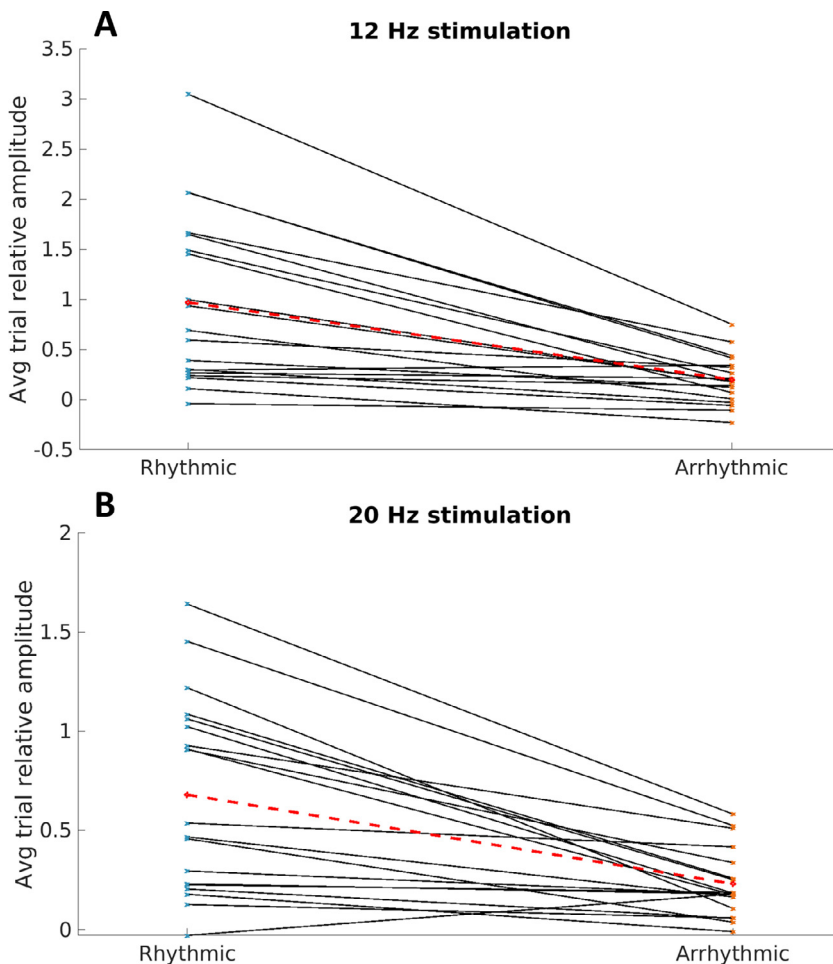 A
12 Hz stimulation
Avg trial relative amplitude
3.5
3
2.5
2
1.5
1
0.5
0
-0.5
Rhythmic
Arrhythmic
B
20 Hz stimulation
Avg trial relative amplitude
2
1.5
1
0.5
0
Rhythmic
Arrhythmic